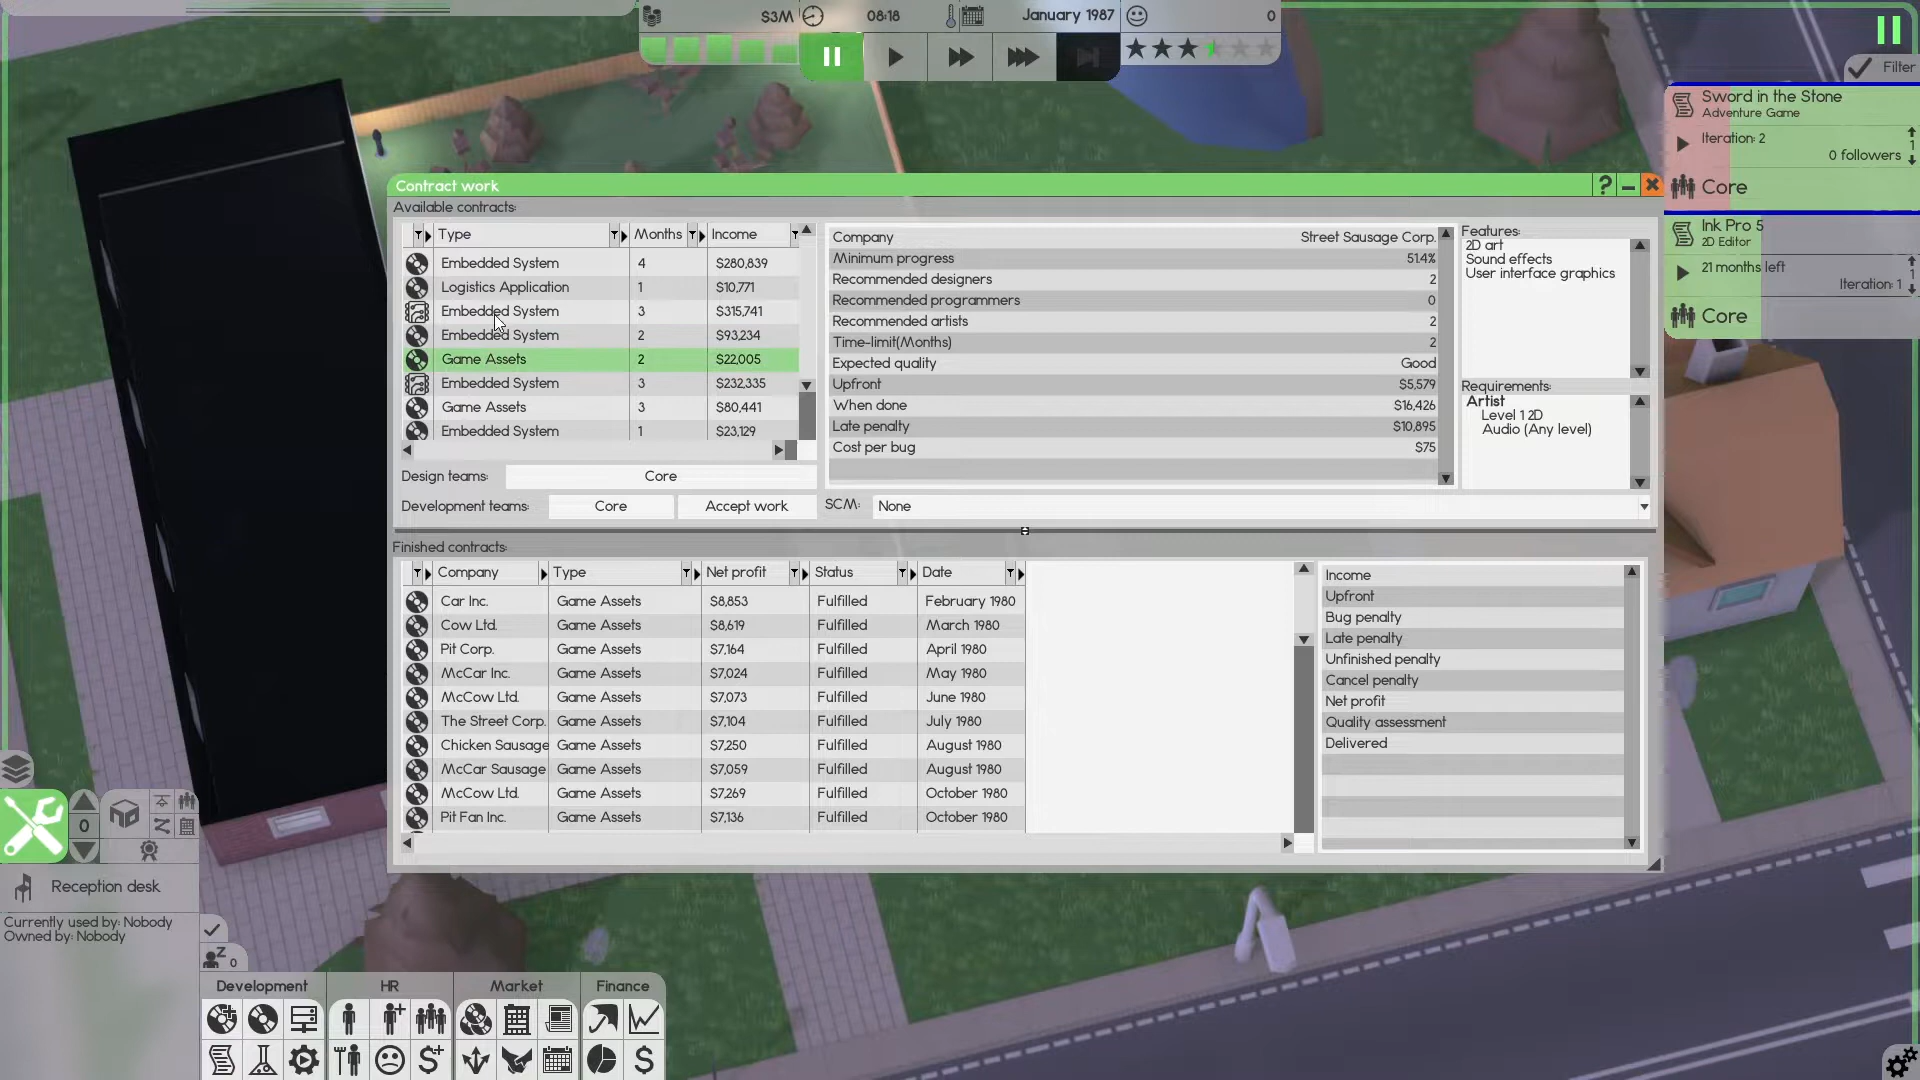 $3M
08:18
January 1987
0
Filter
Sword in the Stone
Adventure Game
Iteration: 2
1
0 followers
Core
Ink Pro 5
2D Editor
21 months left
1
Iteration: 1
Core
Contract work
Available contracts:
Type Months Income
Embedded System 4 $280,839
Logistics Application 1 $10,771
Embedded System 3 $315,741
Embedded System 2 $93,234
Game Assets 2 $22,005
Embedded System 3 $232,335
Game Assets 3 $80,441
Embedded System 1 $23,129
Company Street Sausage Corp.
Minimum progress 51.4%
Recommended designers 2
Recommended programmers 0
Recommended artists 2
Time-limit(Months) 2
Expected quality Good
Upfront $5,579
When done $16,426
Late penalty $10,895
Cost per bug $75
Features:
2D art
Sound effects
User interface graphics
Requirements:
Artist
Level 1 2D
Audio (Any level)
Design teams: Core
Development teams: Core Accept work SCM: None
Finished contracts:
Company Type Net profit Status Date
Car Inc. Game Assets $8,853 Fulfilled February 1980
Cow Ltd. Game Assets $8,619 Fulfilled March 1980
Pit Corp. Game Assets $7,164 Fulfilled April 1980
McCar Inc. Game Assets $7,024 Fulfilled May 1980
McCow Ltd. Game Assets $7,073 Fulfilled June 1980
The Street Corp. Game Assets $7,104 Fulfilled July 1980
Chicken Sausage Game Assets $7,250 Fulfilled August 1980
McCar Sausage Game Assets $7,059 Fulfilled August 1980
McCow Ltd. Game Assets $7,269 Fulfilled October 1980
Pit Fan Inc. Game Assets $7,136 Fulfilled October 1980
Income
Upfront
Bug penalty
Late penalty
Unfinished penalty
Cancel penalty
Net profit
Quality assessment
Delivered
0
Reception desk
Currently used by: Nobody
Owned by: Nobody
0
Development HR Market Finance